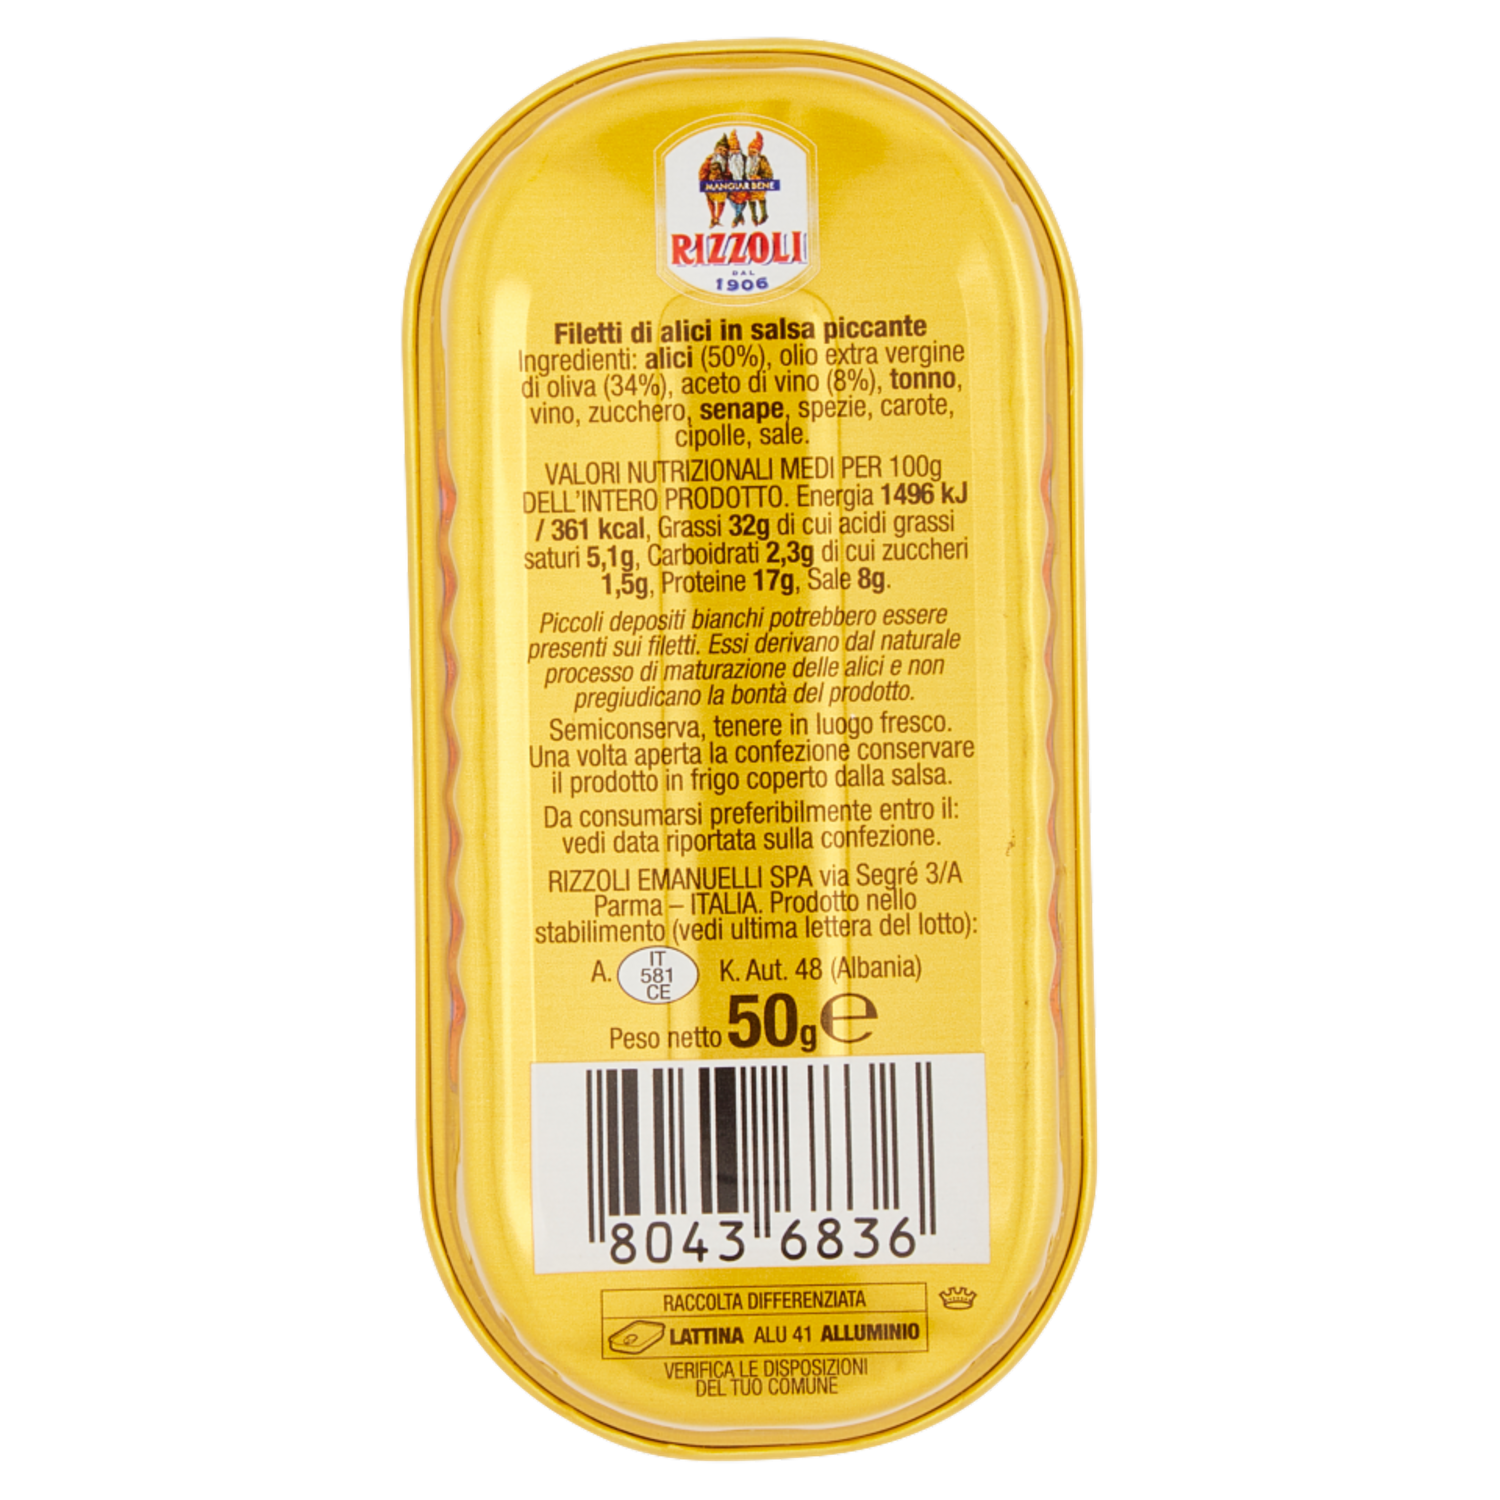 MANGIAR BENE
RIZZOLI
DAL
1906
Filetti di alici in salsa piccante
Ingredienti: alici (50%), olio extra vergine
di oliva (34%), aceto di vino (8%), tonno,
vino, zucchero, senape, spezie, carote,
cipolle, sale.
VALORI NUTRIZIONALI MEDI PER 100g
DELL'INTERO PRODOTTO. Energia 1496 kJ
/ 361 kcal, Grassi 32g di cui acidi grassi
saturi 5,1g, Carboidrati 2,3g di cui zuccheri
1,5g, Proteine 17g, Sale 8g.
Piccoli depositi bianchi potrebbero essere
presenti sui filetti. Essi derivano dal naturale
processo di maturazione delle alici e non
pregiudicano la bontà del prodotto.
Semiconserva, tenere in luogo fresco.
Una volta aperta la confezione conservare
il prodotto in frigo coperto dalla salsa.
Da consumarsi preferibilmente entro il:
vedi data riportata sulla confezione.
RIZZOLI EMANUELLI SPA via Segré 3/A
Parma – ITALIA. Prodotto nello
stabilimento (vedi ultima lettera del lotto):
A. IT 581 CE K. Aut. 48 (Albania)
Peso netto 50g e
8043 6836
RACCOLTA DIFFERENZIATA
LATTINA ALU 41 ALLUMINIO
VERIFICA LE DISPOSIZIONI
DEL TUO COMUNE